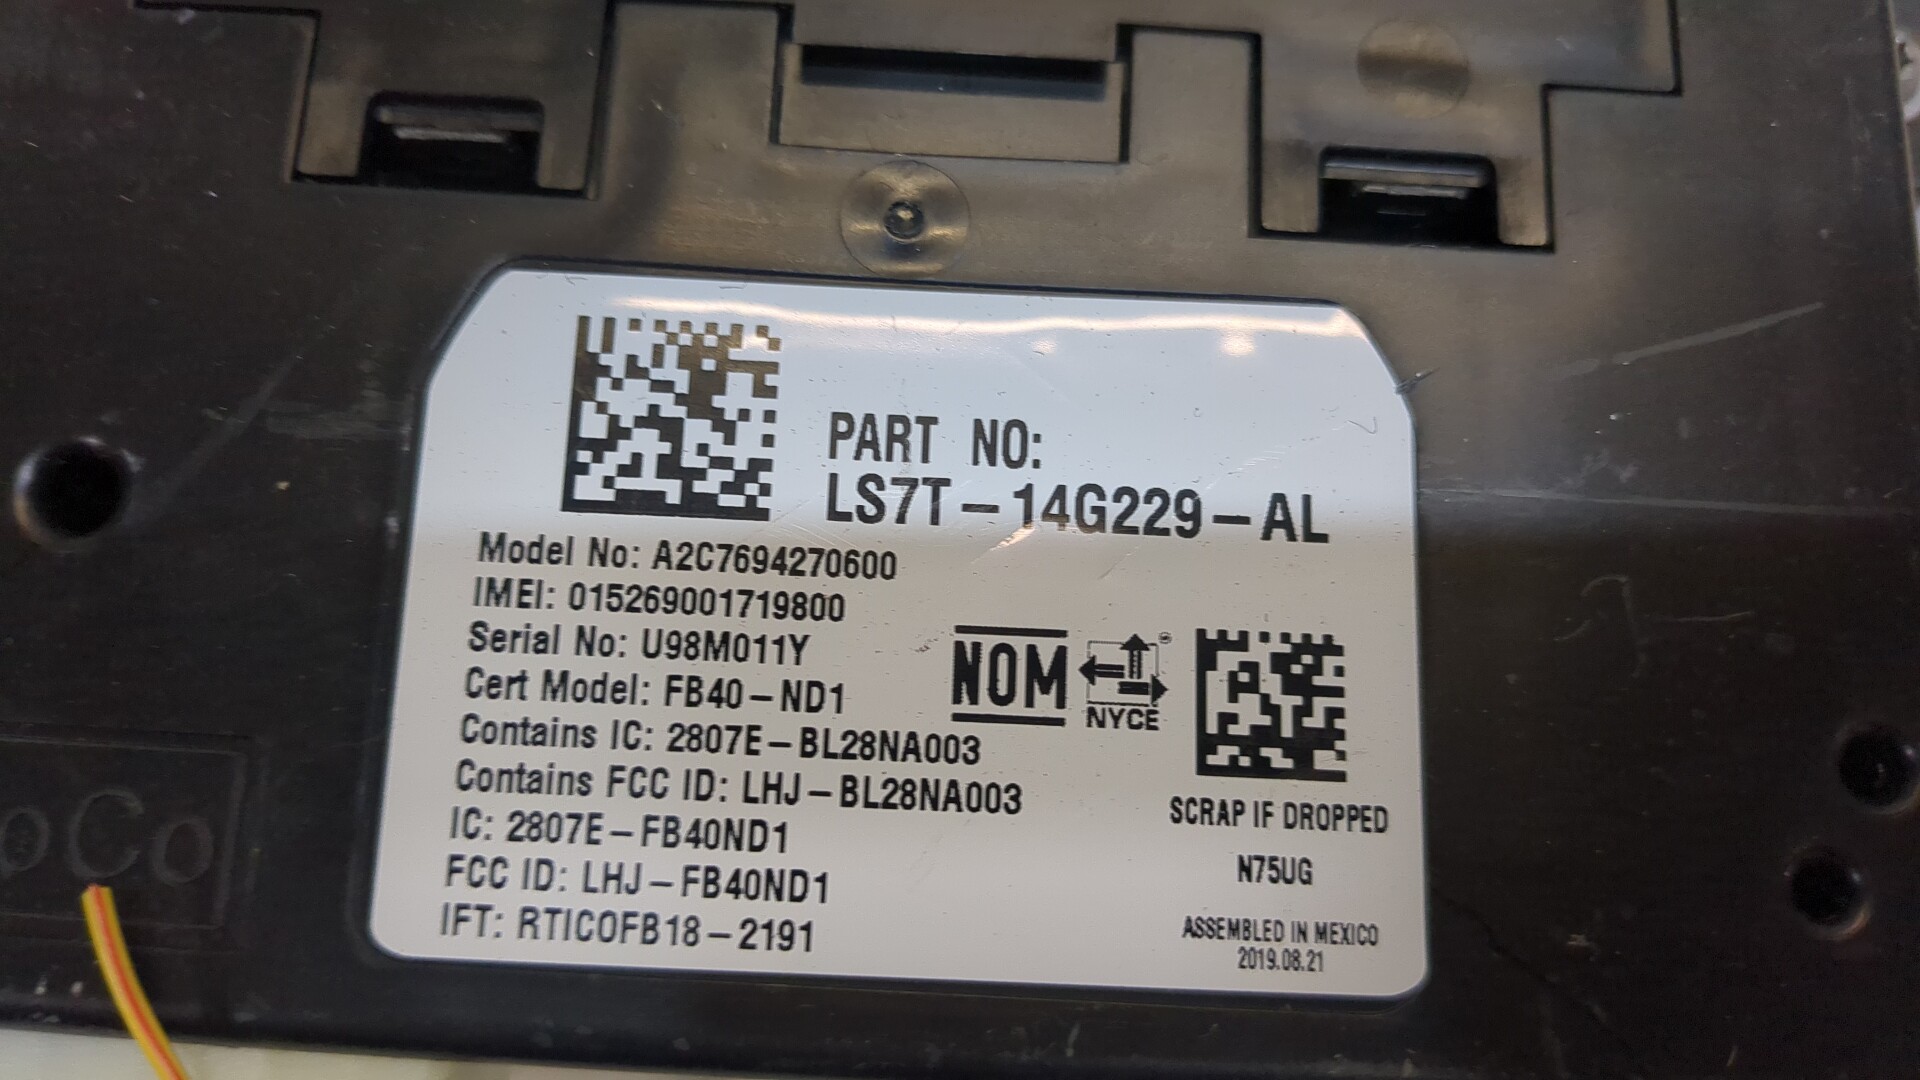 PART NO:
LS7T-14G229-AL
Model No: A2C7694270600
IMEI: 015269001719800
Serial No: U98M011Y
Cert Model: FB40-ND1
Contains IC: 2807E-BL28NA003
Contains FCC ID: LHJ-BL28NA003
IC: 2807E-FB40ND1
FCC ID: LHJ-FB40ND1
IFT: RTICOFB18-2191
NOM
NYCE
SCRAP IF DROPPED
N75UG
ASSEMBLED IN MEXICO
2019.08.21